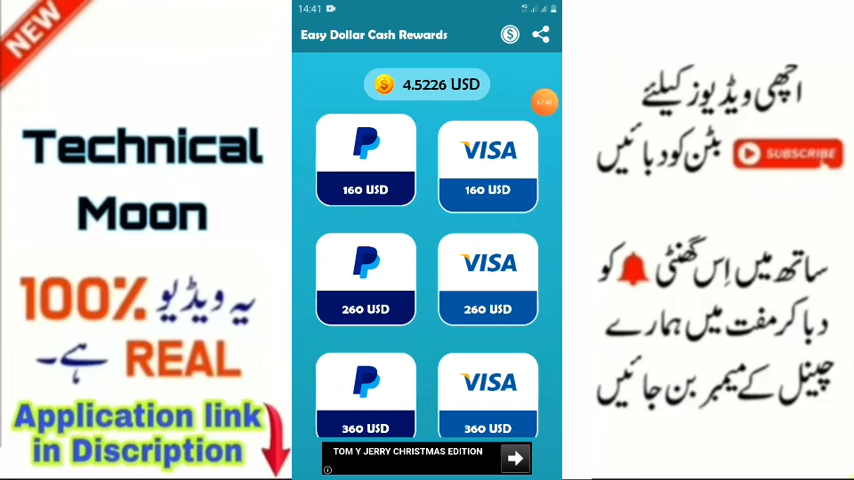 NEW
Technical
Moon
یہ ویڈیو 100%
REAL ہے۔
Application link
in Discription
14:41
Easy Dollar Cash Rewards
4.5226 USD
07:40
VISA
160 USD
160 USD
VISA
260 USD
260 USD
VISA
360 USD
360 USD
TOM Y JERRY CHRISTMAS EDITION
اچھی ویڈیوز کیلئے
SUBSCRIBE بٹن کو دبائیں
ساتھ میں اِس گھنٹی کو
دبا کر مفت میں ہمارے
چینل کے میمبر بن جائیں